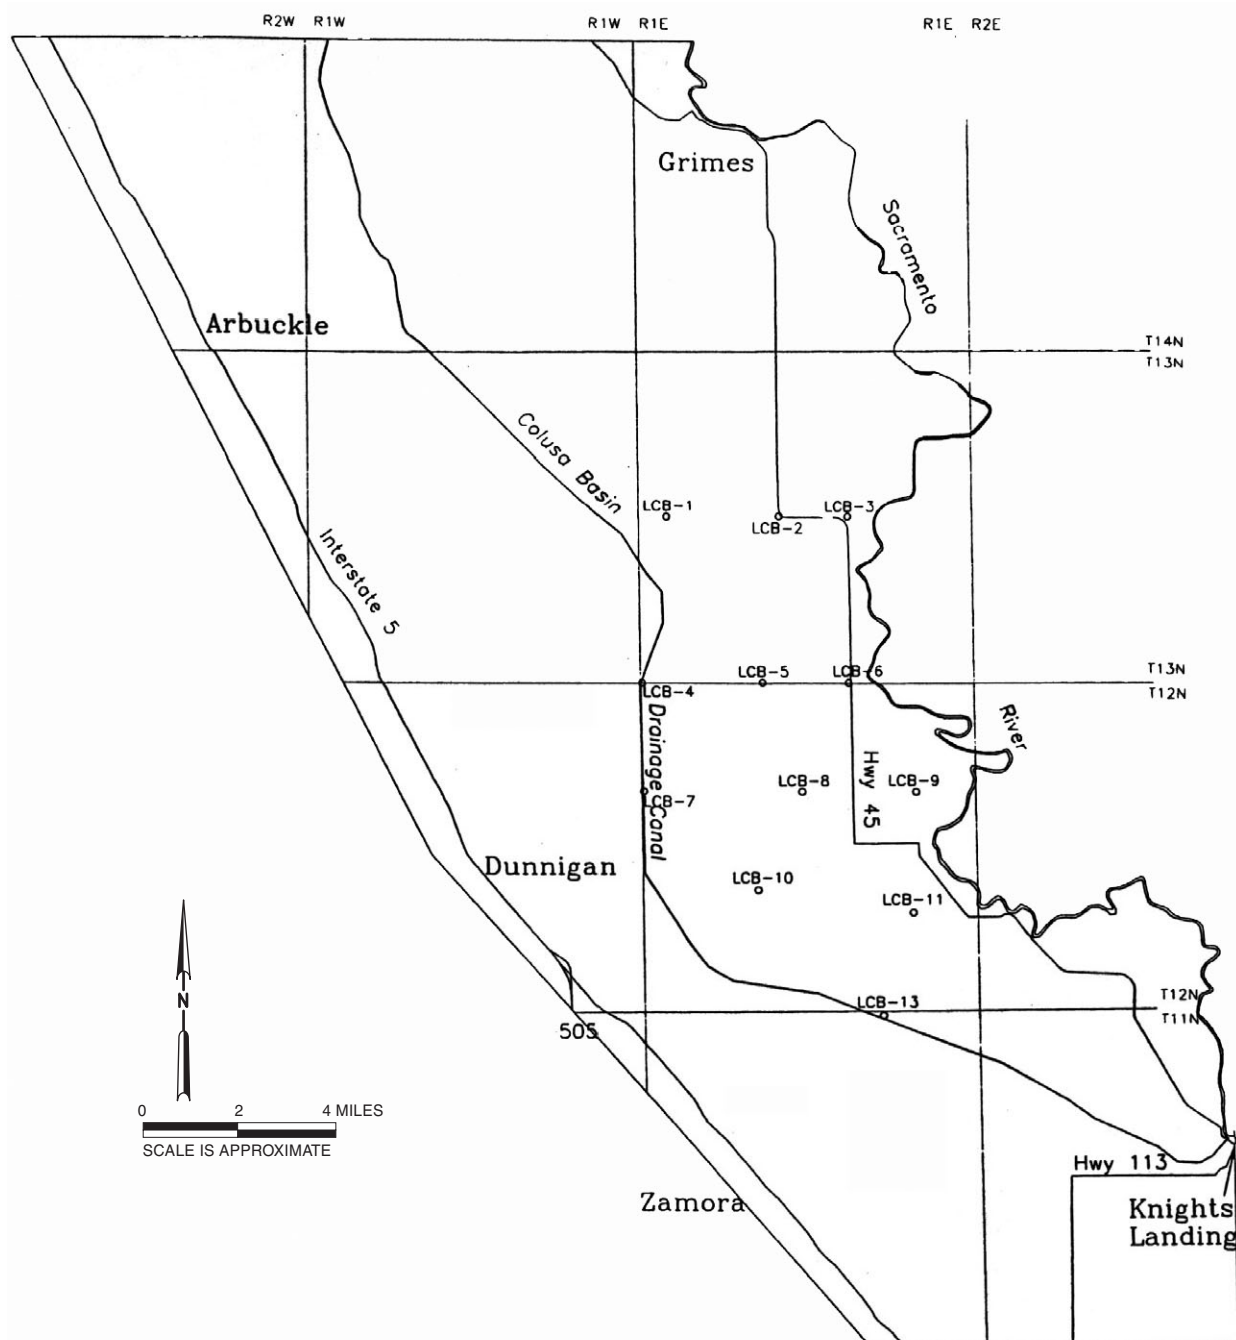 R2W R1W
R1W R1E
R1E R2E
Grimes
Sacramento
Arbuckle
T14N
T13N
Colusa Basin
LCB-1
LCB-2
LCB-3
Interstate 5
LCB-4
LCB-5
LCB-6
T13N
T12N
Drainage Canal
River
LCB-7
LCB-8
Hwy 45
LCB-9
Dunnigan
LCB-10
LCB-11
N
LCB-13
T12N
T11N
505
0 2 4 MILES
SCALE IS APPROXIMATE
Hwy 113
Zamora
Knights
Landing